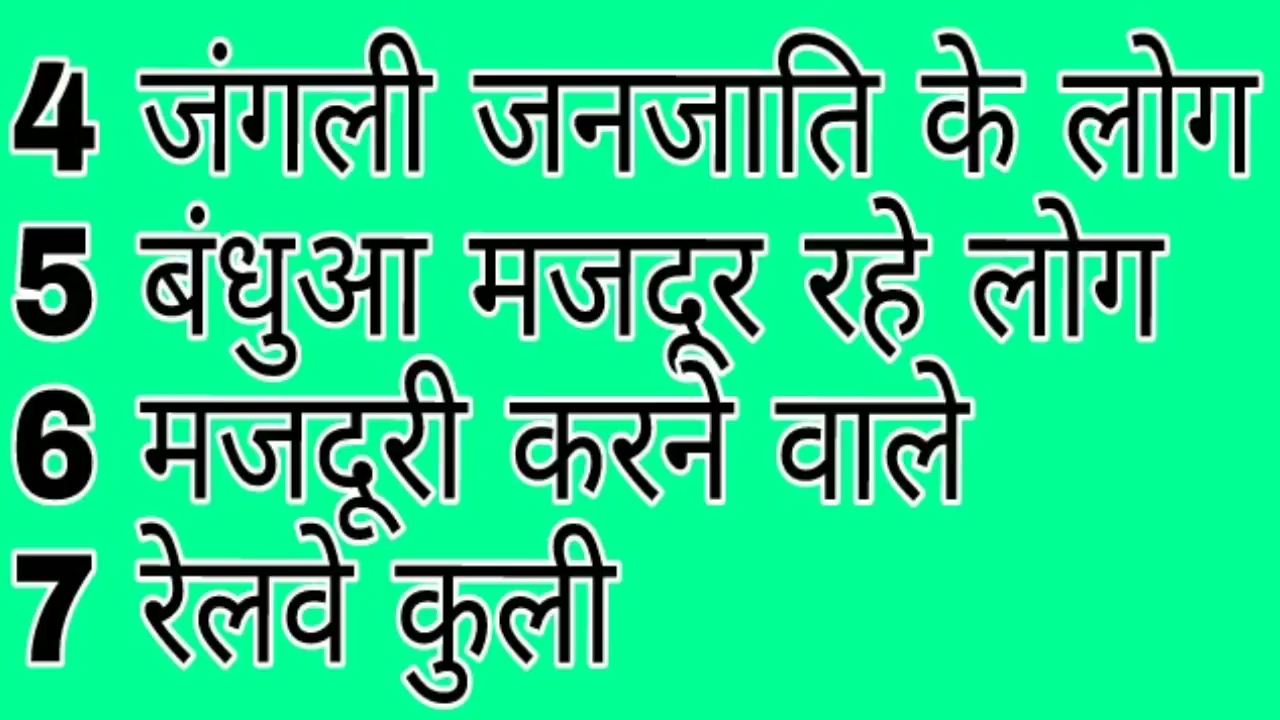 4 जंगली जनजाति के लोग
5 बंधुआ मजदूर रहे लोग
6 मजदूरी करने वाले
7 रेलवे कुली